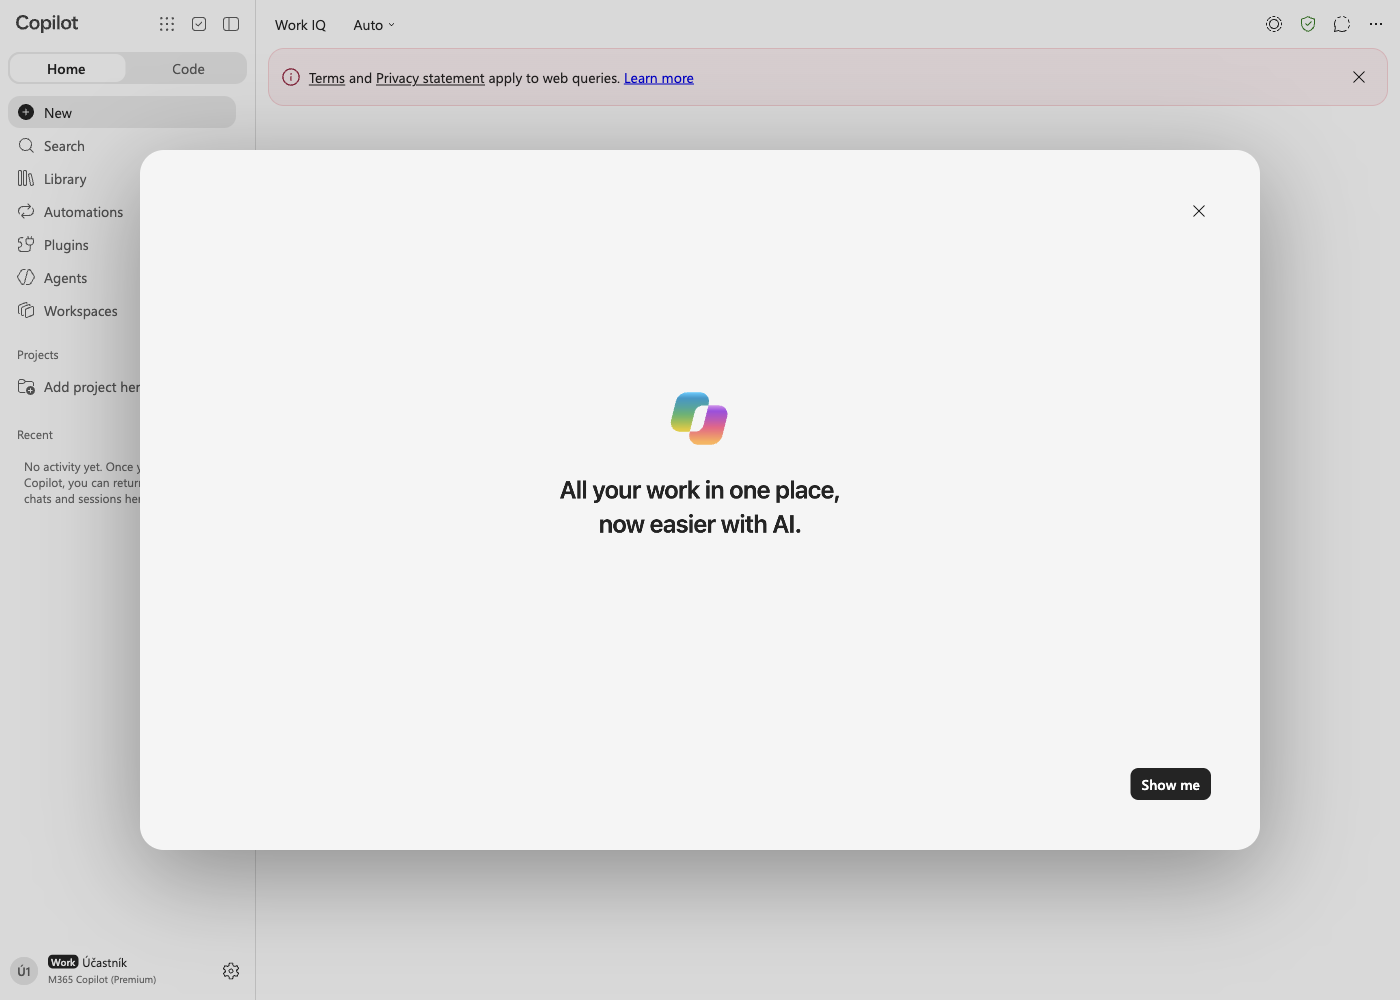 Copilot
Work IQ
Auto
Home
Code
Terms and Privacy statement apply to web queries. Learn more
New
Search
Library
Automations
Plugins
Agents
Workspaces
Projects
Add project her
Recent
No activity yet. Once y
Copilot, you can retur
chats and sessions her
All your work in one place,
now easier with AI.
Show me
Ú1
Work Účastník
M365 Copilot (Premium)